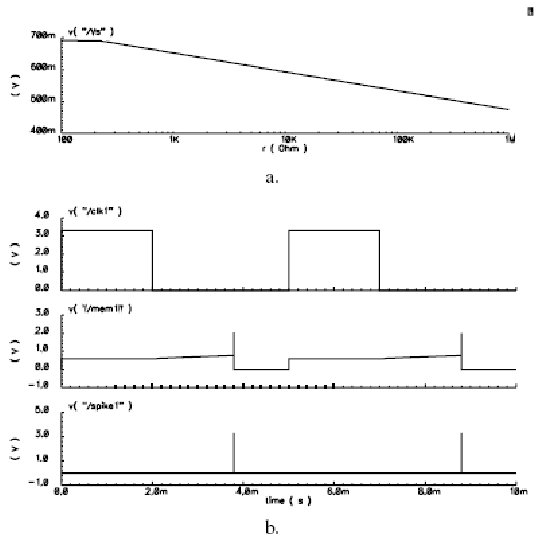 v( "/Vs" )
700m
600m
500m
400m
( V )
100 1K 10K 100K 1M
r ( Ohm )
a.
v( "/clk1" )
4.0
3.0
2.0
1.0
0.0
( V )
3.0
2.0
1.0
0.0
-1.0
( V )
v( "/spike1" )
5.0
3.0
1.0
-1.0
( V )
0.0 2.0m 4.0m 6.0m 8.0m 10m
time ( s )
b.